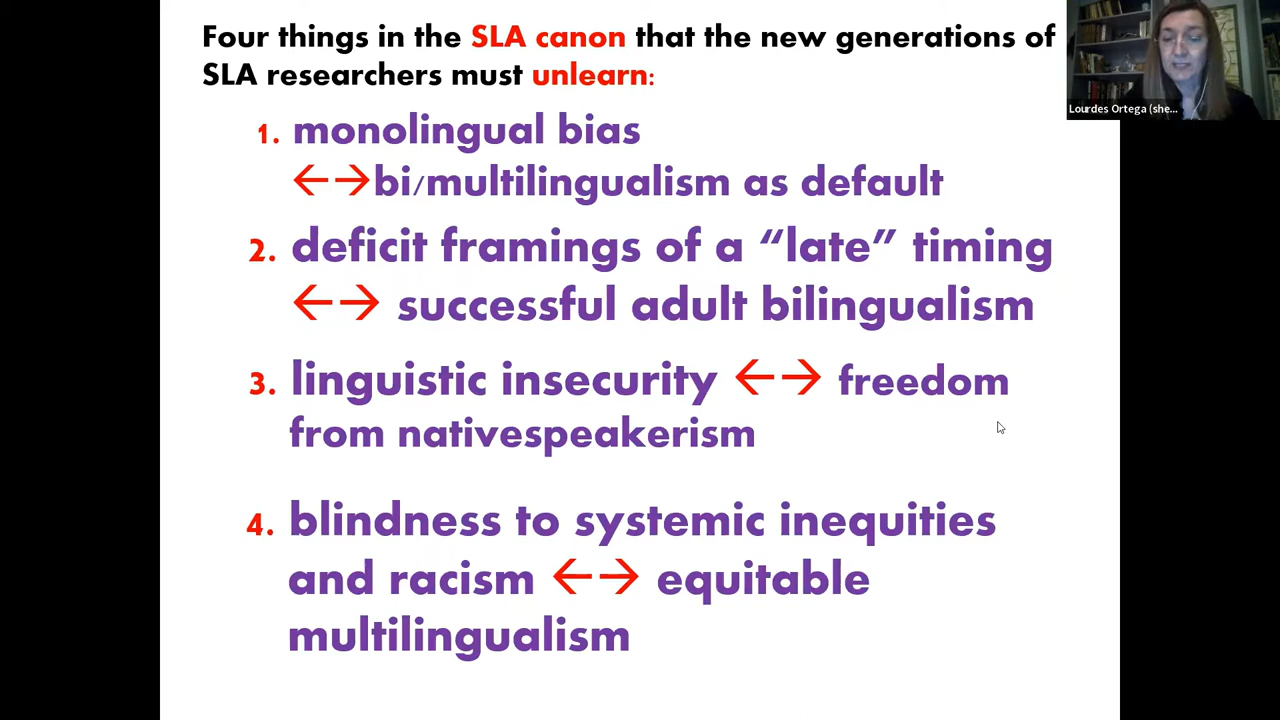 Four things in the SLA canon that the new generations of
SLA researchers must unlearn:
1. monolingual bias
←→bi/multilingualism as default
2. deficit framings of a “late” timing
←→ successful adult bilingualism
3. linguistic insecurity ←→ freedom
from nativespeakerism
4. blindness to systemic inequities
and racism ←→ equitable
multilingualism
Lourdes Ortega (she...